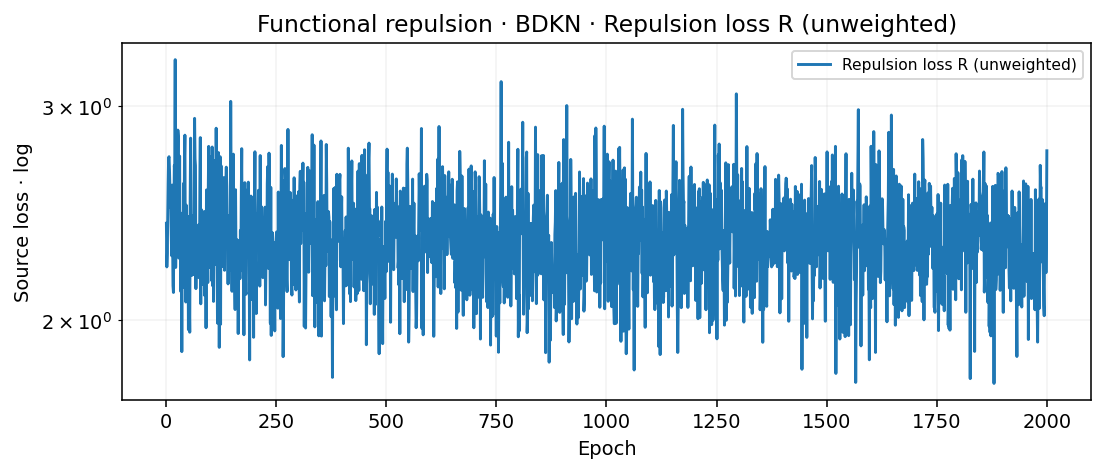 Functional repulsion · BDKN · Repulsion loss R (unweighted)
Repulsion loss R (unweighted)
Source loss · log
3 × 10⁰
2 × 10⁰
0 250 500 750 1000 1250 1500 1750 2000
Epoch